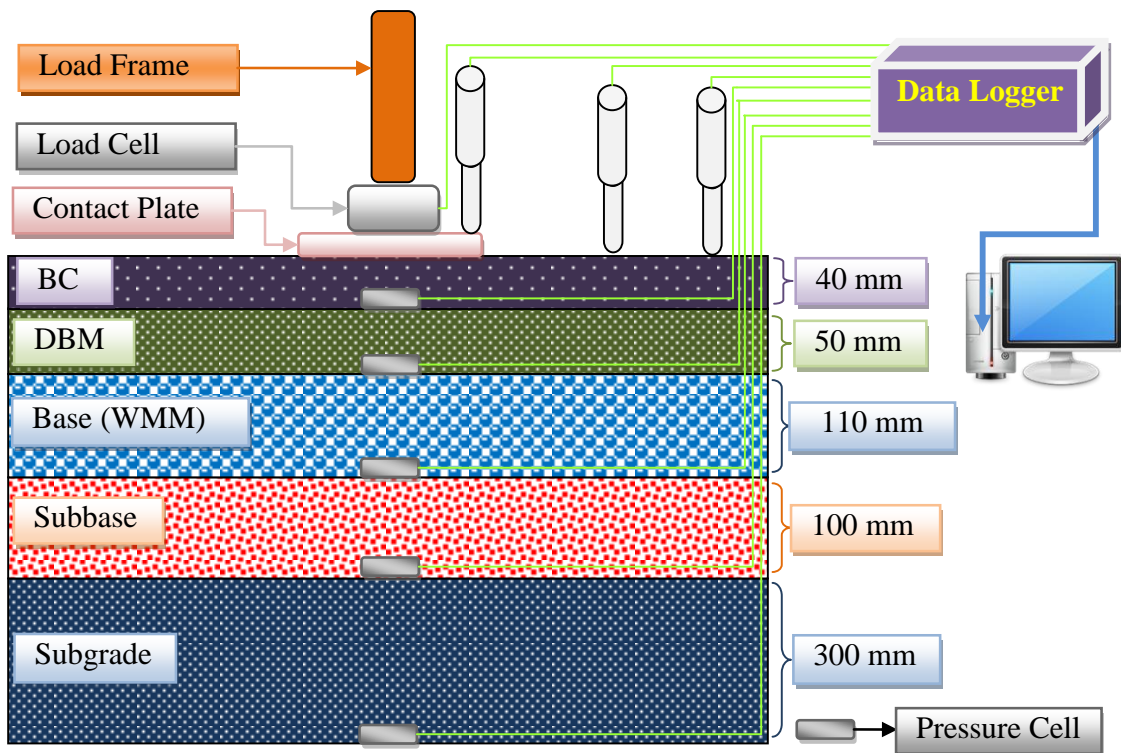 Load Frame
Data Logger
Load Cell
Contact Plate
BC
40 mm
DBM
50 mm
Base (WMM)
110 mm
Subbase
100 mm
Subgrade
300 mm
Pressure Cell